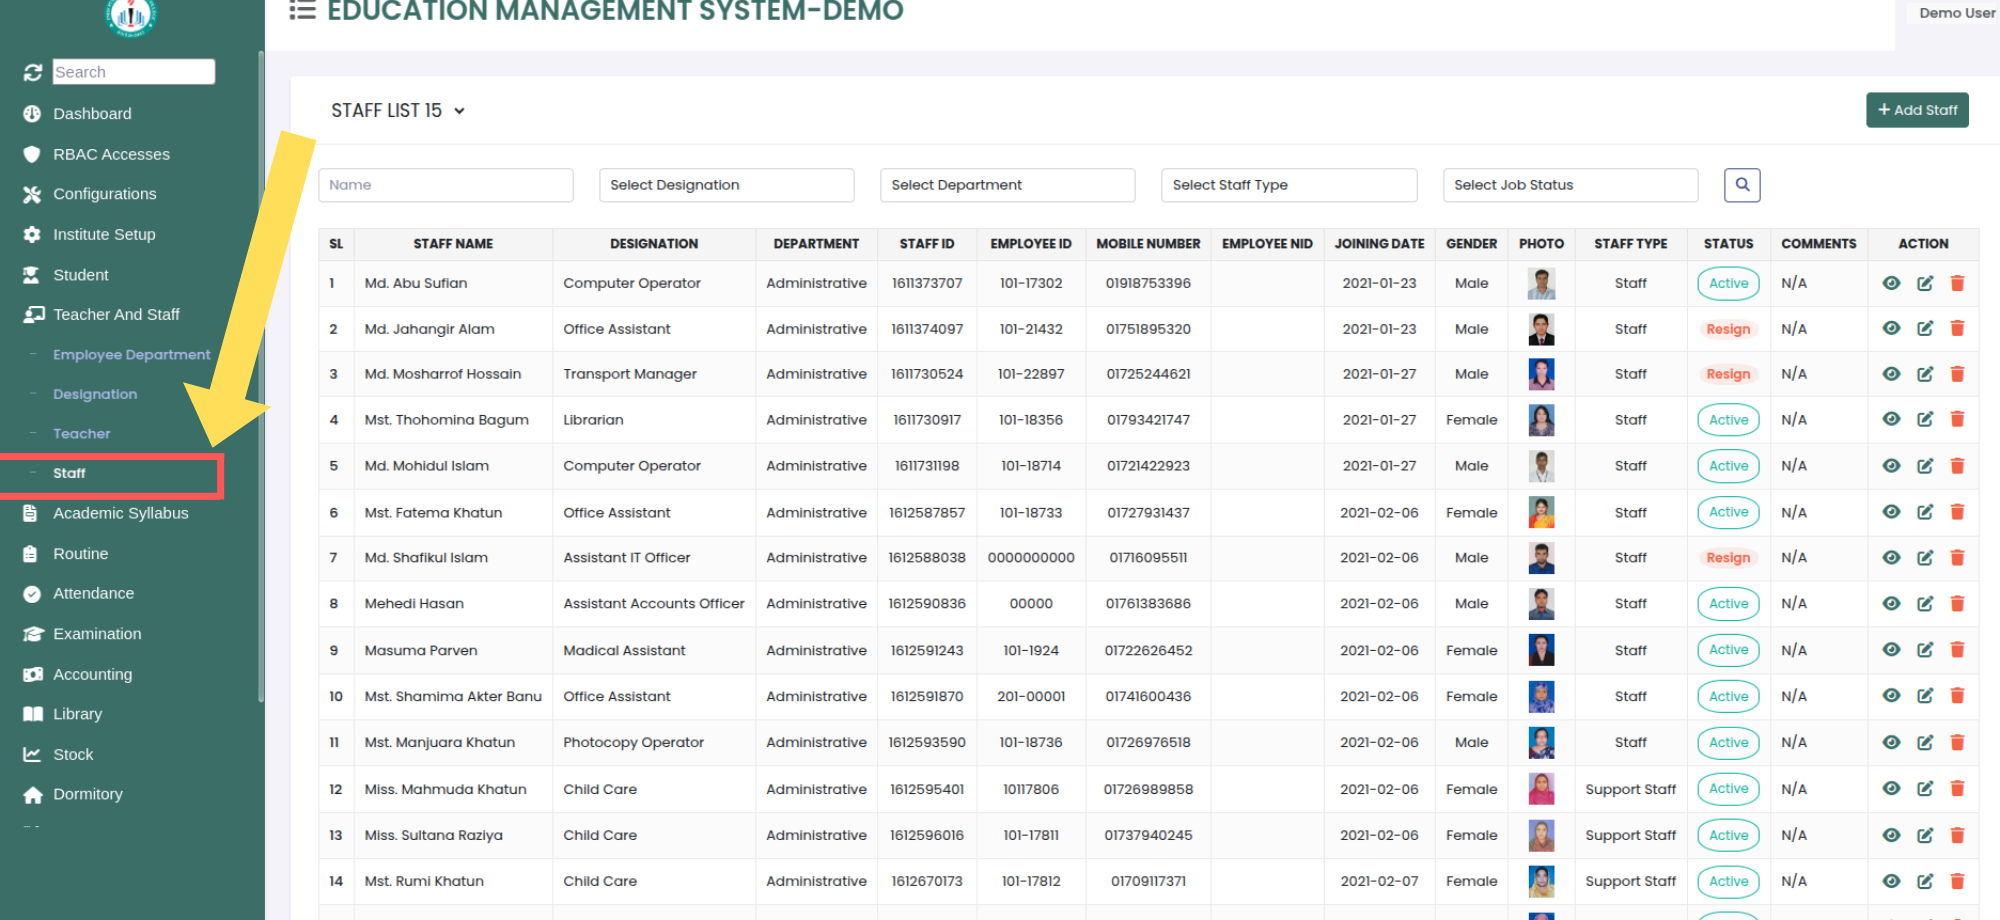 EDUCATION MANAGEMENT SYSTEM-DEMO
Demo User
Search
Dashboard
RBAC Accesses
Configurations
Institute Setup
Student
Teacher And Staff
Employee Department
Designation
Teacher
Staff
Academic Syllabus
Routine
Attendance
Examination
Accounting
Library
Stock
Dormitory
STAFF LIST 15
+ Add Staff
Name Select Designation Select Department Select Staff Type Select Job Status
SL STAFF NAME DESIGNATION DEPARTMENT STAFF ID EMPLOYEE ID MOBILE NUMBER EMPLOYEE NID JOINING DATE GENDER PHOTO STAFF TYPE STATUS COMMENTS ACTION
1 Md. Abu Sufian Computer Operator Administrative 1611373707 101-17302 01918753396 2021-01-23 Male Staff Active N/A
2 Md. Jahangir Alam Office Assistant Administrative 1611374097 101-21432 01751895320 2021-01-23 Male Staff Resign N/A
3 Md. Mosharrof Hossain Transport Manager Administrative 1611730524 101-22897 01725244621 2021-01-27 Male Staff Resign N/A
4 Mst. Thohomina Bagum Librarian Administrative 1611730917 101-18356 01793421747 2021-01-27 Female Staff Active N/A
5 Md. Mohidul Islam Computer Operator Administrative 1611731198 101-18714 01721422923 2021-01-27 Male Staff Active N/A
6 Mst. Fatema Khatun Office Assistant Administrative 1612587857 101-18733 01727931437 2021-02-06 Female Staff Active N/A
7 Md. Shafikul Islam Assistant IT Officer Administrative 1612588038 0000000000 01716095511 2021-02-06 Male Staff Resign N/A
8 Mehedi Hasan Assistant Accounts Officer Administrative 1612590836 00000 01761383686 2021-02-06 Male Staff Active N/A
9 Masuma Parven Madical Assistant Administrative 1612591243 101-1924 01722626452 2021-02-06 Female Staff Active N/A
10 Mst. Shamima Akter Banu Office Assistant Administrative 1612591870 201-00001 01741600436 2021-02-06 Female Staff Active N/A
11 Mst. Manjuara Khatun Photocopy Operator Administrative 1612593590 101-18736 01726976518 2021-02-06 Male Staff Active N/A
12 Miss. Mahmuda Khatun Child Care Administrative 1612595401 10117806 01726989858 2021-02-06 Female Support Staff Active N/A
13 Miss. Sultana Raziya Child Care Administrative 1612596016 101-17811 01737940245 2021-02-06 Female Support Staff Active N/A
14 Mst. Rumi Khatun Child Care Administrative 1612670173 101-17812 01709117371 2021-02-07 Female Support Staff Active N/A